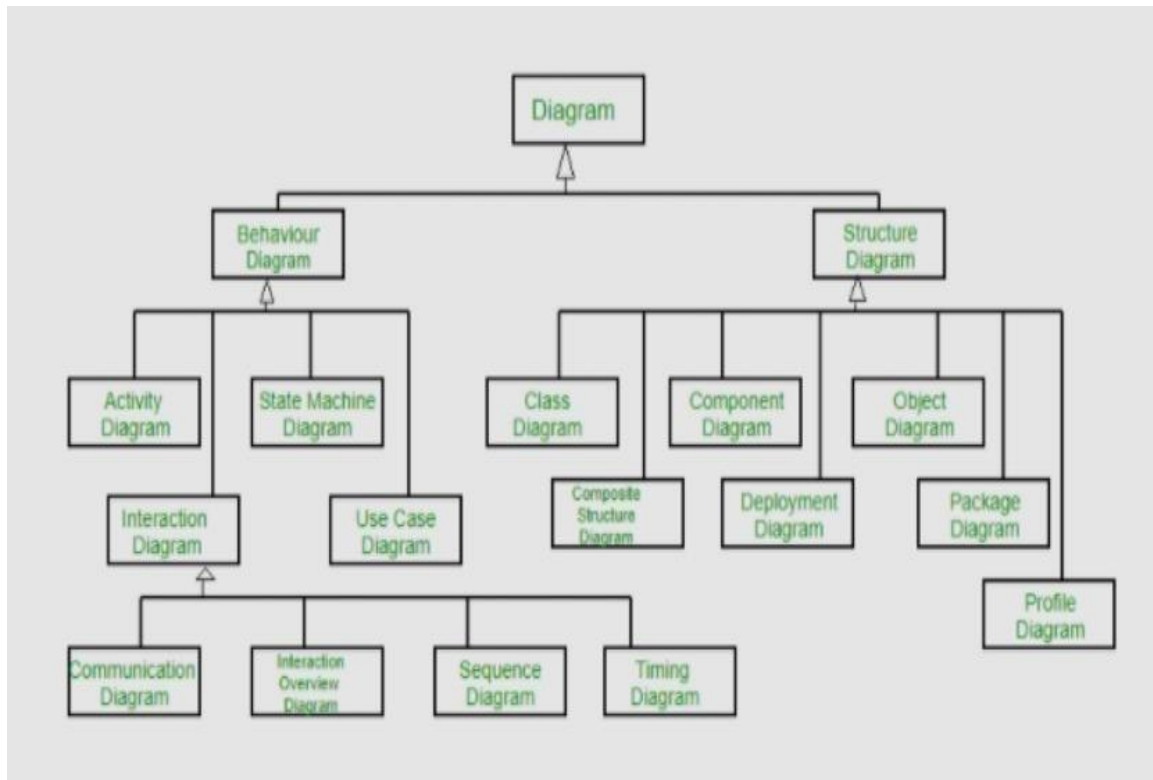 Diagram
Behaviour
Diagram
Structure
Diagram
Activity
Diagram
State Machine
Diagram
Class
Diagram
Component
Diagram
Object
Diagram
Interaction
Diagram
Use Case
Diagram
Composite
Structure
Diagram
Deployment
Diagram
Package
Diagram
Profile
Diagram
Communication
Diagram
Interaction
Overview
Diagram
Sequence
Diagram
Timing
Diagram